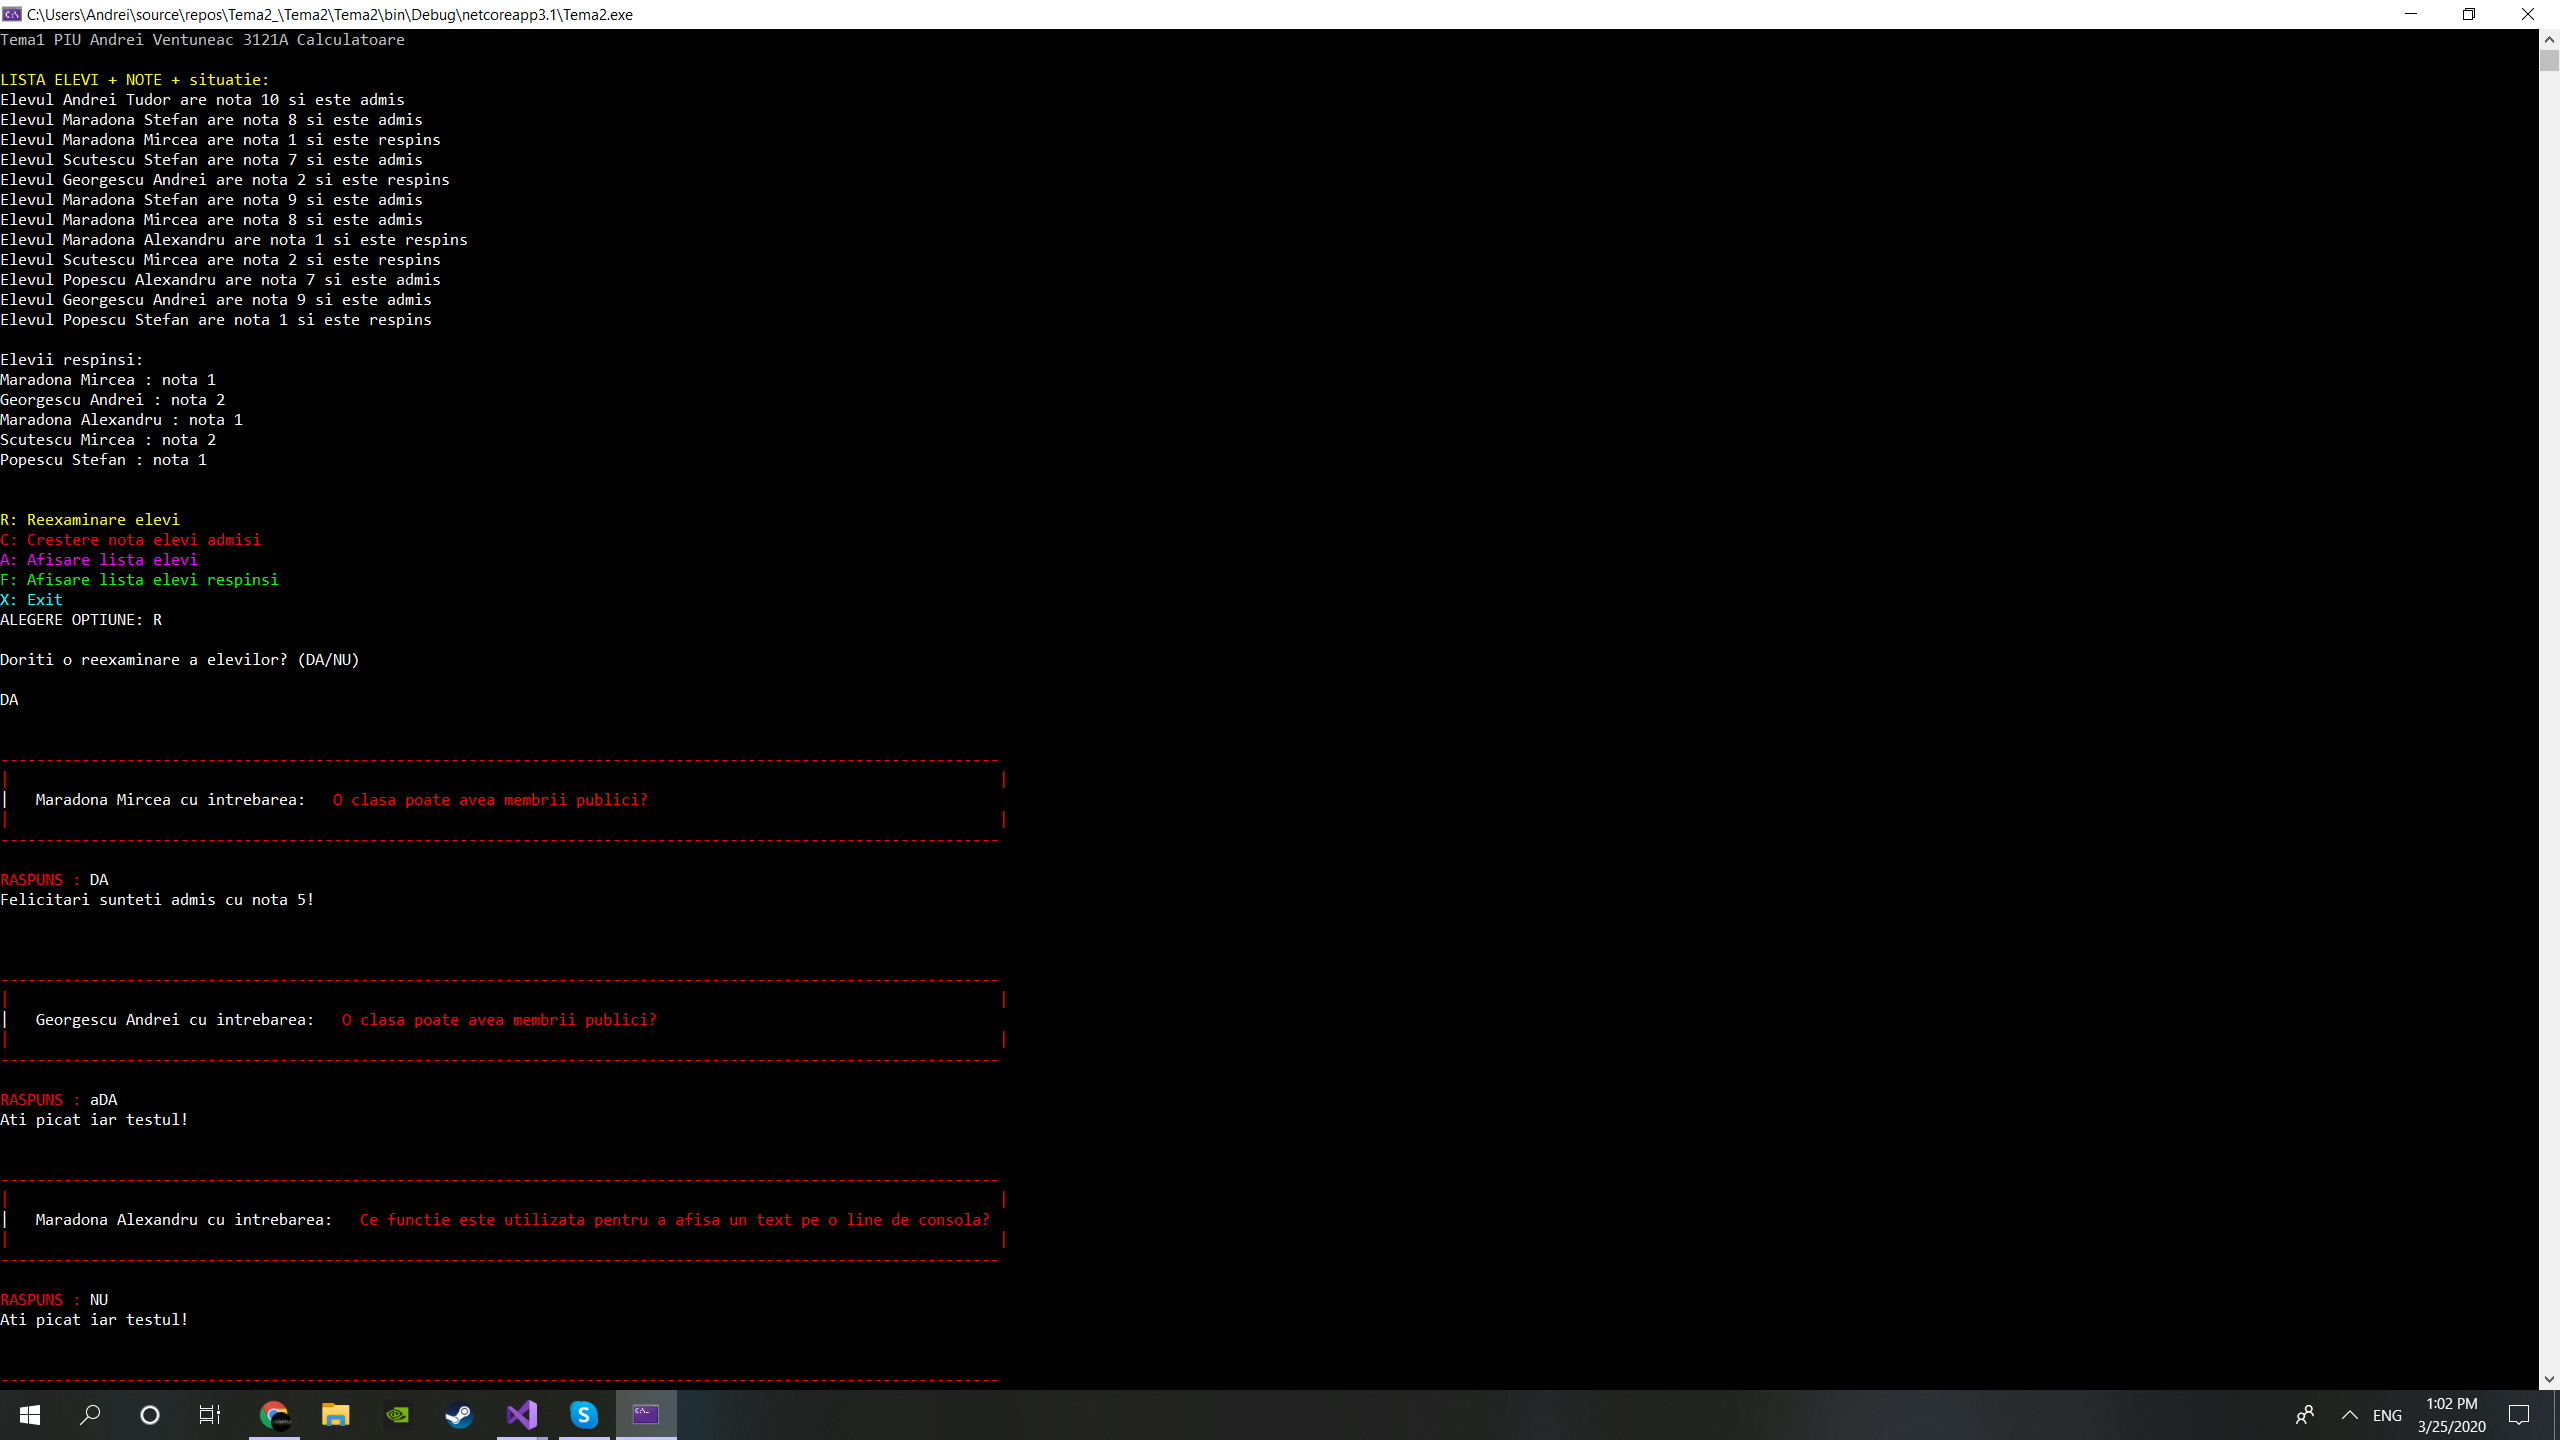 C:\Users\Andrei\source\repos\Tema2_\Tema2\Tema2\bin\Debug\netcoreapp3.1\Tema2.exe
Tema1 PIU Andrei Ventuneac 3121A Calculatoare
LISTA ELEVI + NOTE + situatie:
Elevul Andrei Tudor are nota 10 si este admis
Elevul Maradona Stefan are nota 8 si este admis
Elevul Maradona Mircea are nota 1 si este respins
Elevul Scutescu Stefan are nota 7 si este admis
Elevul Georgescu Andrei are nota 2 si este respins
Elevul Maradona Stefan are nota 9 si este admis
Elevul Maradona Mircea are nota 8 si este admis
Elevul Maradona Alexandru are nota 1 si este respins
Elevul Scutescu Mircea are nota 2 si este respins
Elevul Popescu Alexandru are nota 7 si este admis
Elevul Georgescu Andrei are nota 9 si este admis
Elevul Popescu Stefan are nota 1 si este respins
Elevii respinsi:
Maradona Mircea : nota 1
Georgescu Andrei : nota 2
Maradona Alexandru : nota 1
Scutescu Mircea : nota 2
Popescu Stefan : nota 1
R: Reexaminare elevi
C: Crestere nota elevi admisi
A: Afisare lista elevi
F: Afisare lista elevi respinsi
X: Exit
ALEGERE OPTIUNE: R
Doriti o reexaminare a elevilor? (DA/NU)
DA
Maradona Mircea cu intrebarea: O clasa poate avea membrii publici?
RASPUNS : DA
Felicitari sunteti admis cu nota 5!
Georgescu Andrei cu intrebarea: O clasa poate avea membrii publici?
RASPUNS : aDA
Ati picat iar testul!
Maradona Alexandru cu intrebarea: Ce functie este utilizata pentru a afisa un text pe o line de consola?
RASPUNS : NU
Ati picat iar testul!
ENG
1:02 PM
3/25/2020